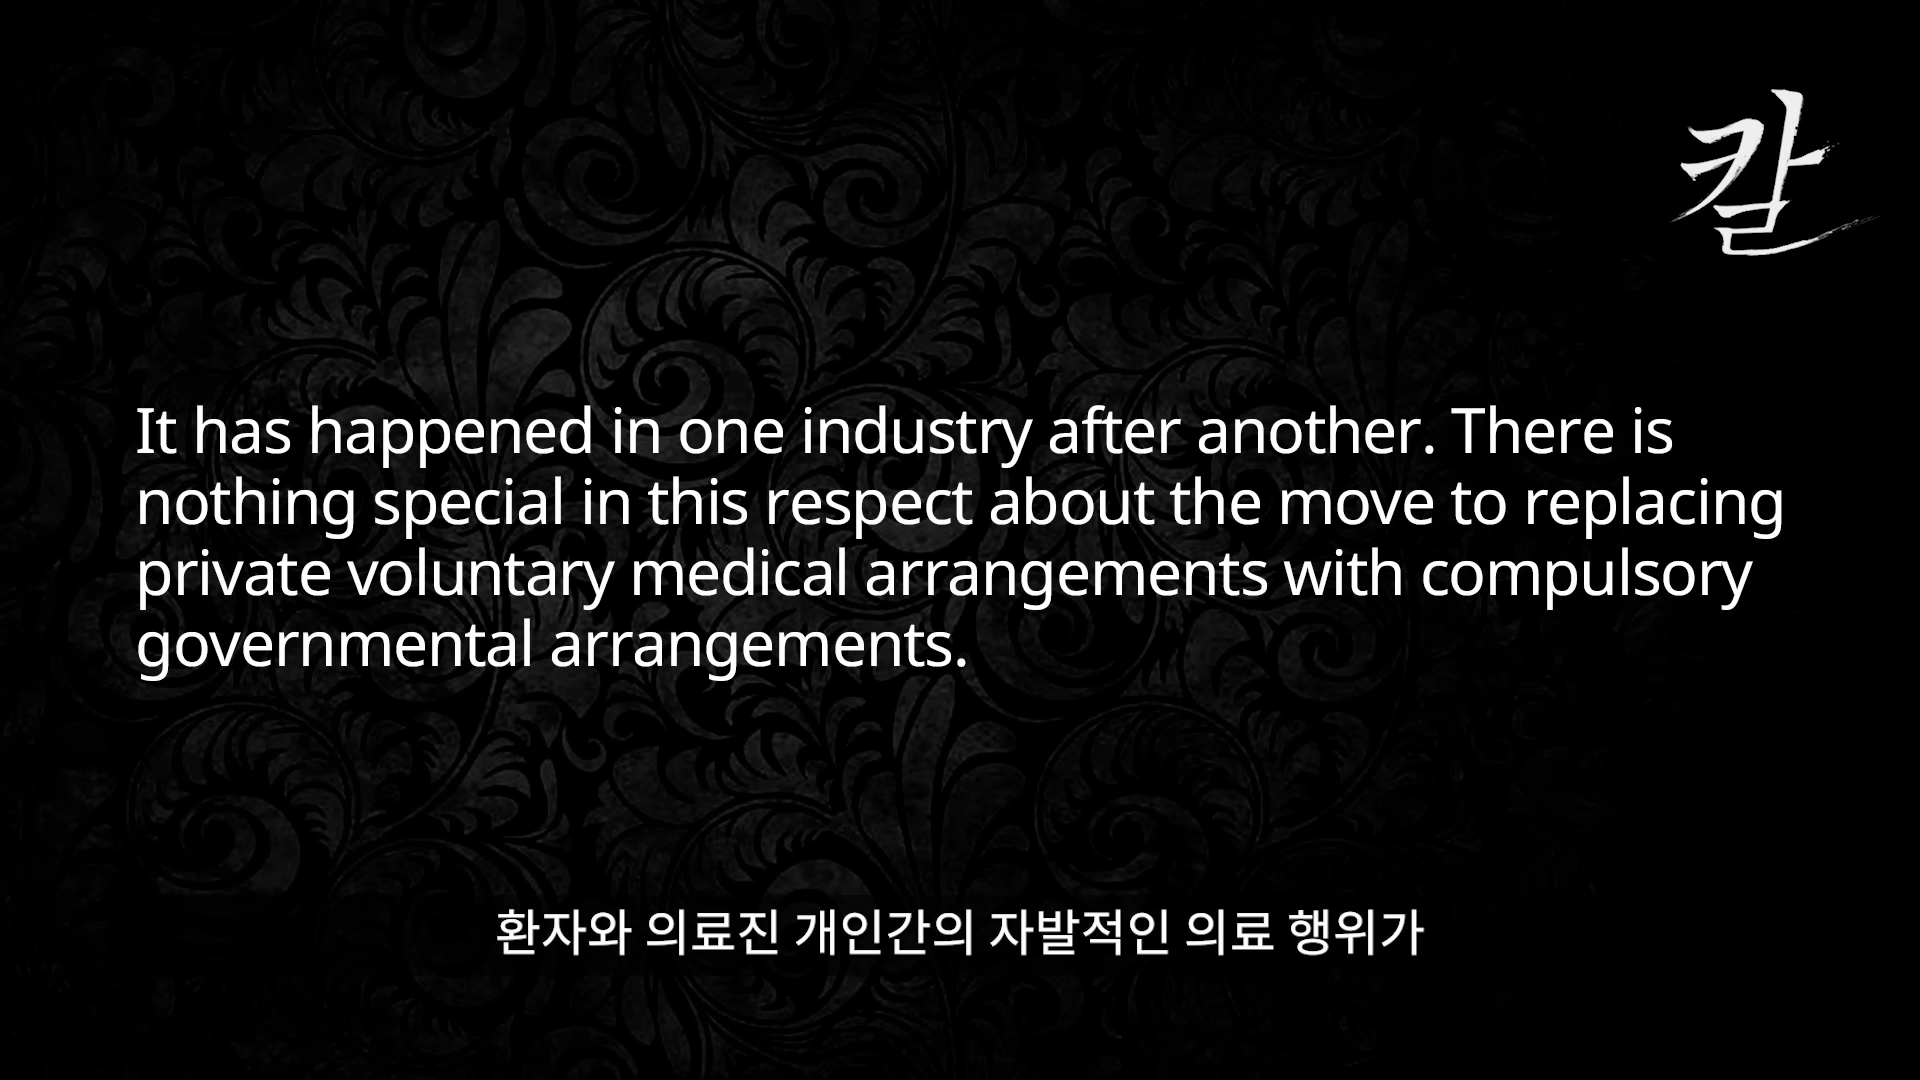 칼
It has happened in one industry after another. There is
nothing special in this respect about the move to replacing
private voluntary medical arrangements with compulsory
governmental arrangements.
환자와 의료진 개인간의 자발적인 의료 행위가